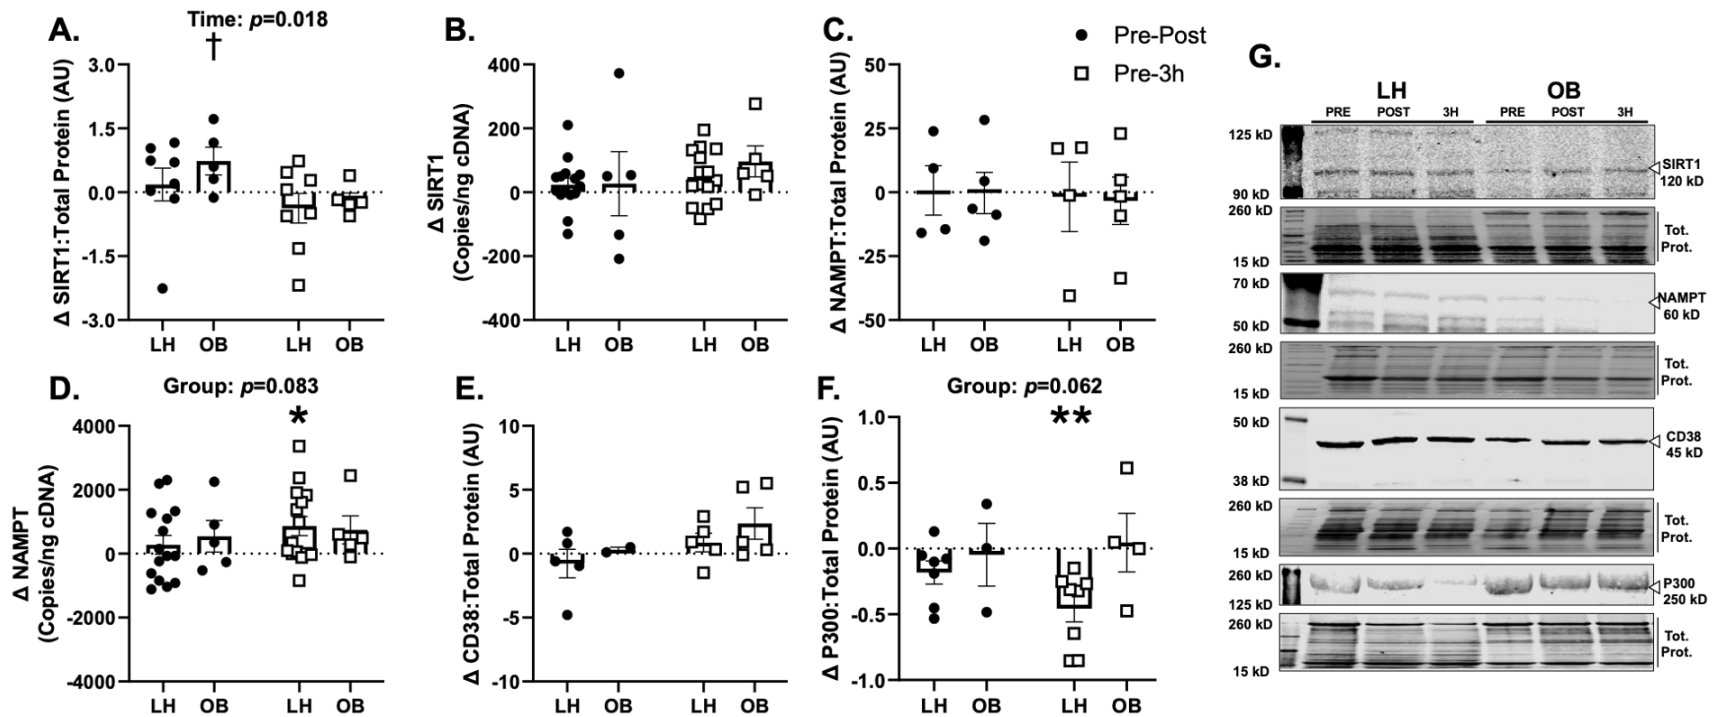 A.
Time: p=0.018
†
Δ SIRT1:Total Protein (AU)
3.0
1.5
0.0
-1.5
-3.0
LH OB LH OB
B.
Δ SIRT1
(Copies/ng cDNA)
400
200
0
-200
-400
LH OB LH OB
C.
Δ NAMPT:Total Protein (AU)
50
25
0
-25
-50
LH OB LH OB
Pre-Post
Pre-3h
D.
Group: p=0.083
*
Δ NAMPT
(Copies/ng cDNA)
4000
2000
0
-2000
-4000
LH OB LH OB
E.
Δ CD38:Total Protein (AU)
10
5
0
-5
-10
LH OB LH OB
F.
Group: p=0.062
**
Δ P300:Total Protein (AU)
1.0
0.5
0.0
-0.5
-1.0
LH OB LH OB
G.
LH OB
PRE POST 3H PRE POST 3H
125 kD
90 kD
SIRT1
120 kD
260 kD
15 kD
Tot.
Prot.
70 kD
50 kD
NAMPT
60 kD
260 kD
15 kD
Tot.
Prot.
50 kD
38 kD
CD38
45 kD
260 kD
15 kD
Tot.
Prot.
260 kD
125 kD
P300
250 kD
260 kD
15 kD
Tot.
Prot.